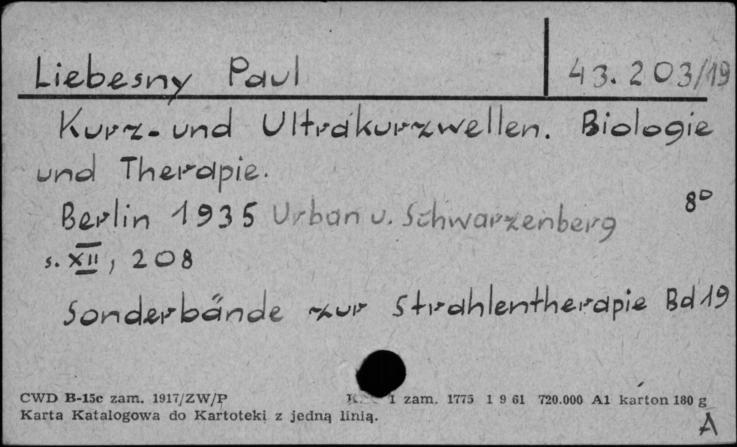 Liebesny Paul 43.203/19
Kurz- und Ultrakurzwellen. Biologie
und Therapie.
Berlin 1935 Urban u. Schwarzenberg 8°
s. XII, 208
Sonderbände zur Strahlentherapie Bd 19
CWD B-15c zam. 1917/ZW/P 1 zam. 1775 1 9 61 720.000 A1 karton 180 g
Karta Katalogowa do Kartoteki z jedną linią.
A